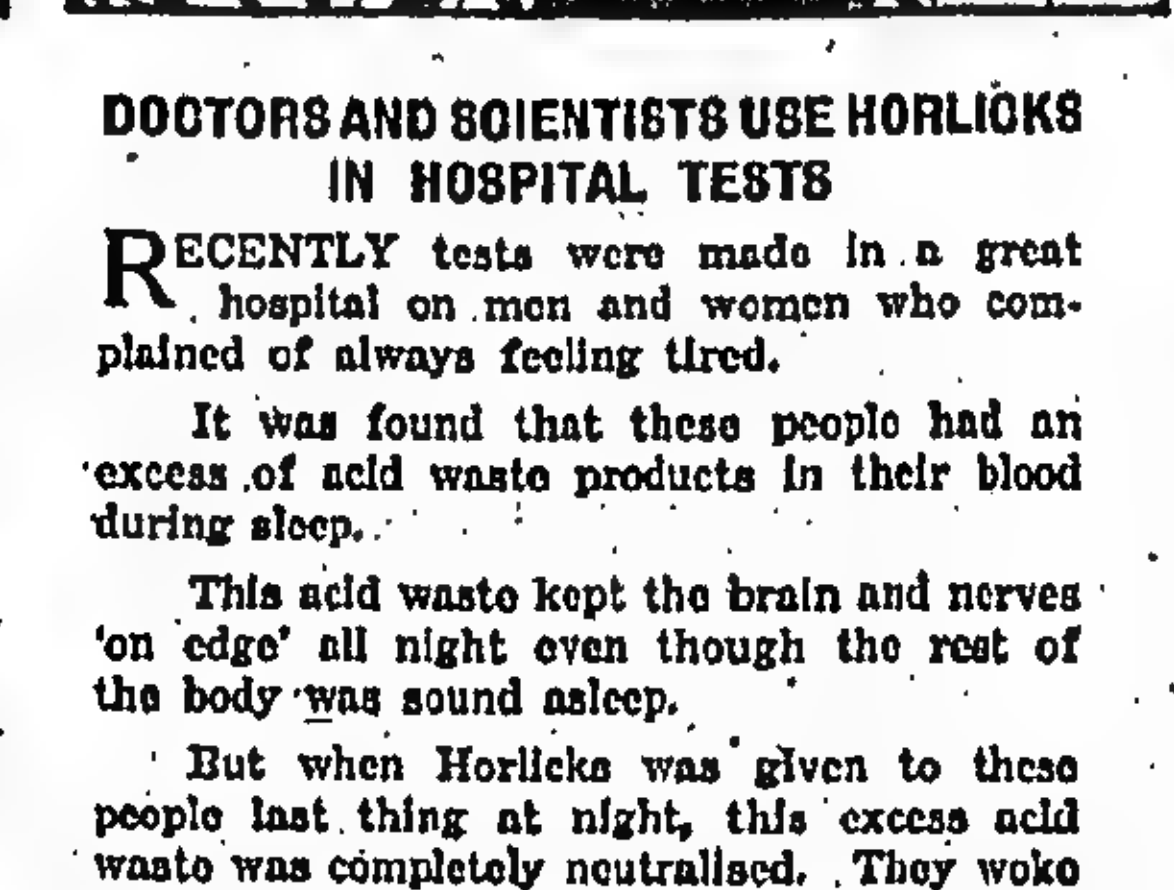 DOCTORS AND SCIENTISTS USE HORLICKS
IN HOSPITAL TESTS
RECENTLY tests were made in a great
hospital on men and women who com-
plained of always feeling tired.
It was found that these people had an
excess of acid waste products in their blood
during sleep.
This acid waste kept the brain and nerves
'on edge' all night even though the rest of
the body was sound asleep.
But when Horlicks was given to these
people last thing at night, this excess acid
waste was completely neutralised. They woke